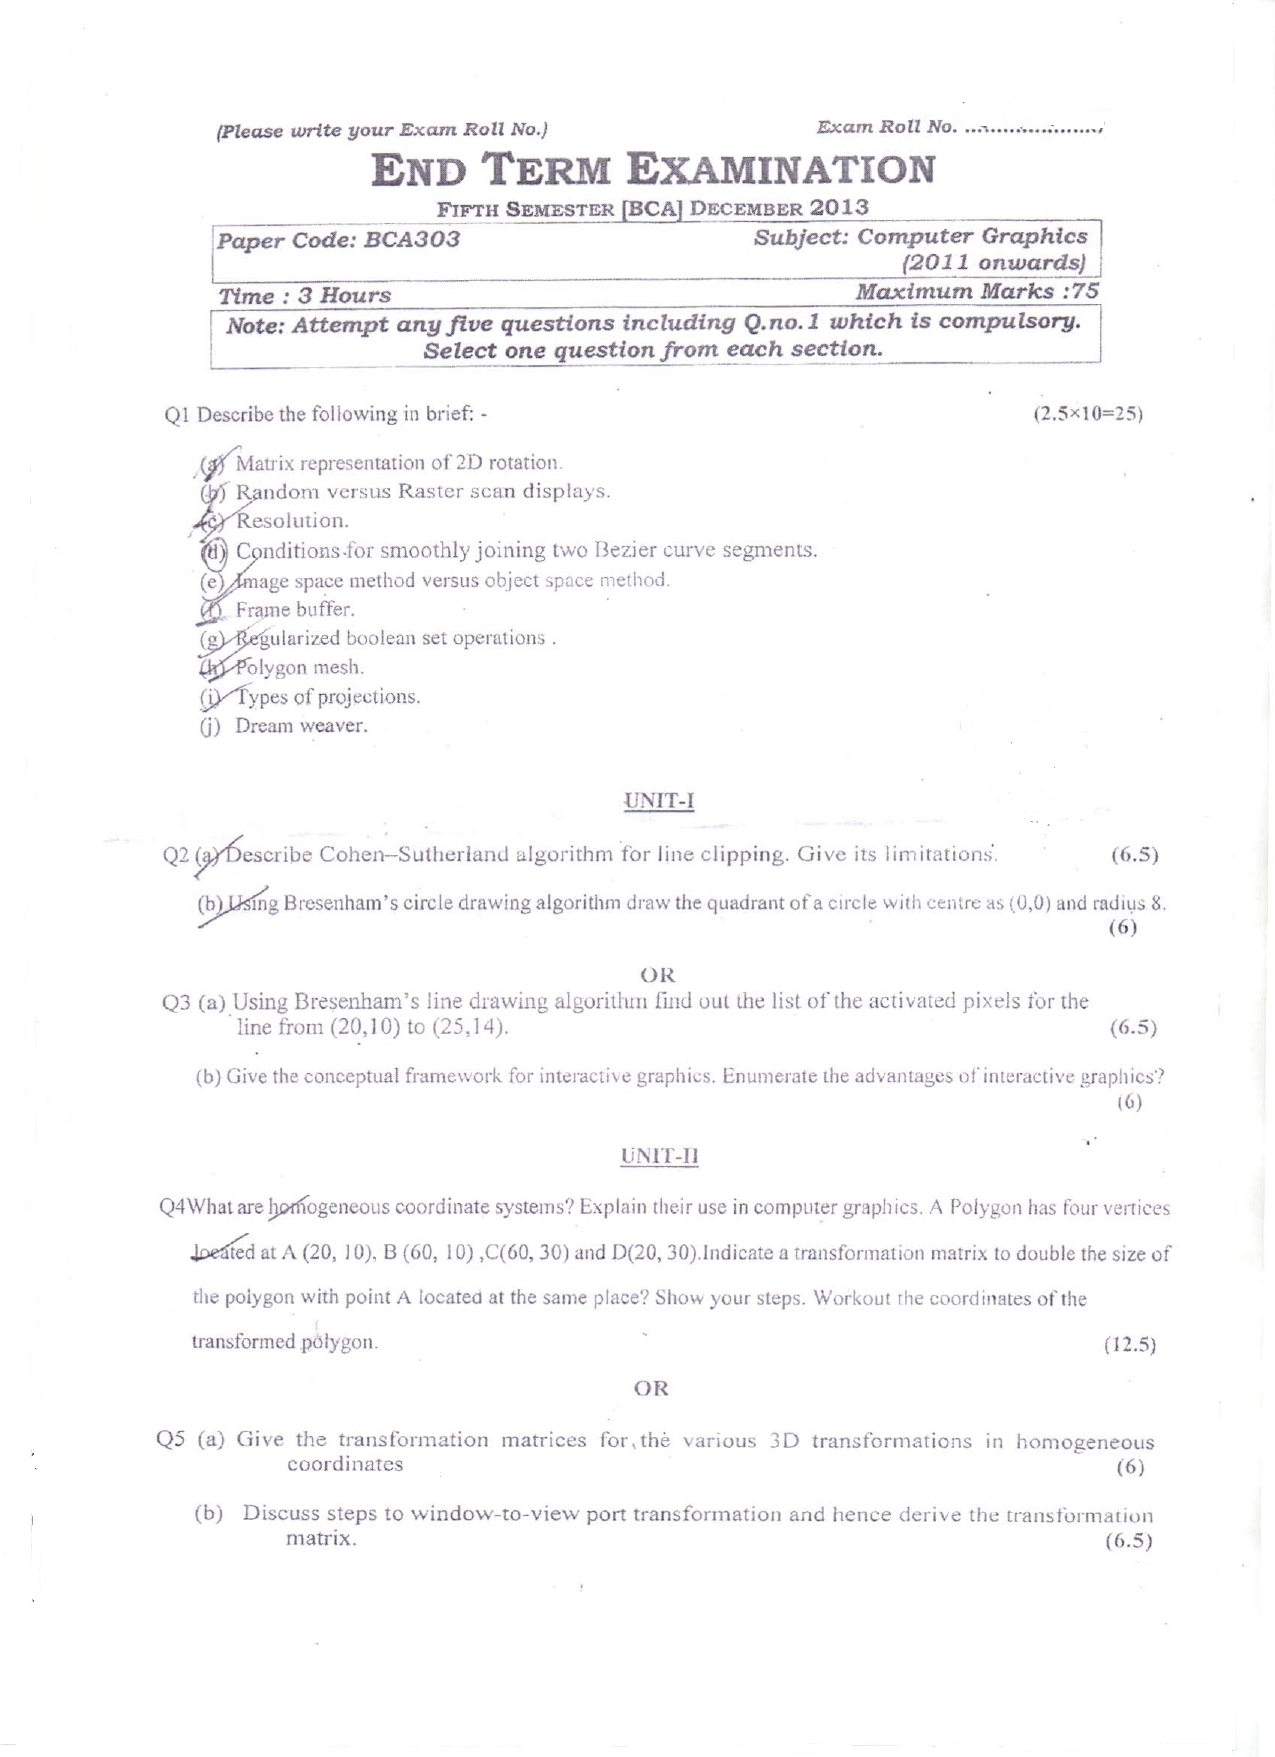 (Please write your Exam Roll No.) Exam Roll No. .........................
END TERM EXAMINATION
FIFTH SEMESTER [BCA] DECEMBER 2013
Paper Code: BCA303 Subject: Computer Graphics
(2011 onwards)
Time : 3 Hours Maximum Marks :75
Note: Attempt any five questions including Q.no.1 which is compulsory.
Select one question from each section.
Q1 Describe the following in brief: - (2.5×10=25)
(a) Matrix representation of 2D rotation.
(b) Random versus Raster scan displays.
(c) Resolution.
(d) Conditions for smoothly joining two Bezier curve segments.
(e) Image space method versus object space method.
(f) Frame buffer.
(g) Regularized boolean set operations .
(h) Polygon mesh.
(i) Types of projections.
(j) Dream weaver.
UNIT-I
Q2 (a) Describe Cohen–Sutherland algorithm for line clipping. Give its limitations. (6.5)
(b) Using Bresenham's circle drawing algorithm draw the quadrant of a circle with centre as (0,0) and radius 8.
(6)
OR
Q3 (a) Using Bresenham's line drawing algorithm find out the list of the activated pixels for the
line from (20,10) to (25,14). (6.5)
(b) Give the conceptual framework for interactive graphics. Enumerate the advantages of interactive graphics?
(6)
UNIT-II
Q4What are homogeneous coordinate systems? Explain their use in computer graphics. A Polygon has four vertices
located at A (20, 10), B (60, 10) ,C(60, 30) and D(20, 30).Indicate a transformation matrix to double the size of
the polygon with point A located at the same place? Show your steps. Workout the coordinates of the
transformed polygon. (12.5)
OR
Q5 (a) Give the transformation matrices for the various 3D transformations in homogeneous
coordinates (6)
(b) Discuss steps to window-to-view port transformation and hence derive the transformation
matrix. (6.5)